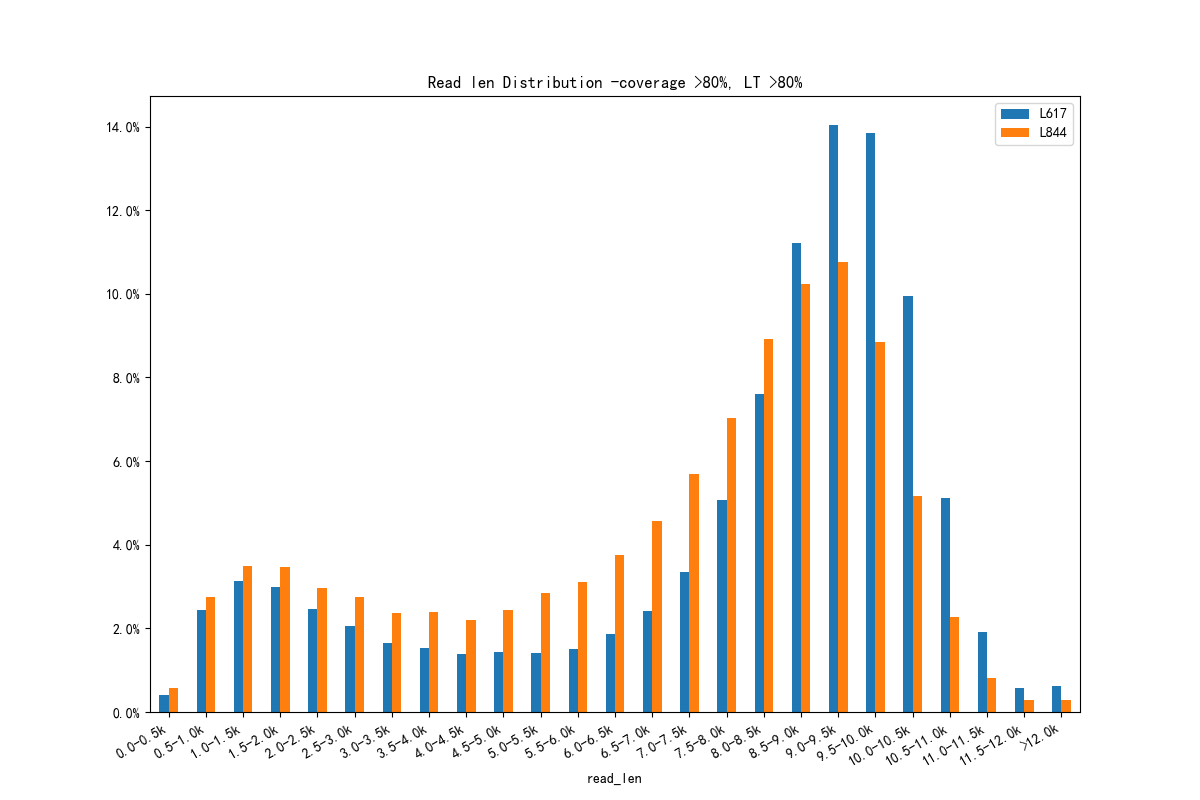 Read len Distribution -coverage >80%, LT >80%
L617
L844
14.0%
12.0%
10.0%
8.0%
6.0%
4.0%
2.0%
0.0%
0.0-0.5k
0.5-1.0k
1.0-1.5k
1.5-2.0k
2.0-2.5k
2.5-3.0k
3.0-3.5k
3.5-4.0k
4.0-4.5k
4.5-5.0k
5.0-5.5k
5.5-6.0k
6.0-6.5k
6.5-7.0k
7.0-7.5k
7.5-8.0k
8.0-8.5k
8.5-9.0k
9.0-9.5k
9.5-10.0k
10.0-10.5k
10.5-11.0k
11.0-11.5k
11.5-12.0k
>12.0k
read_len